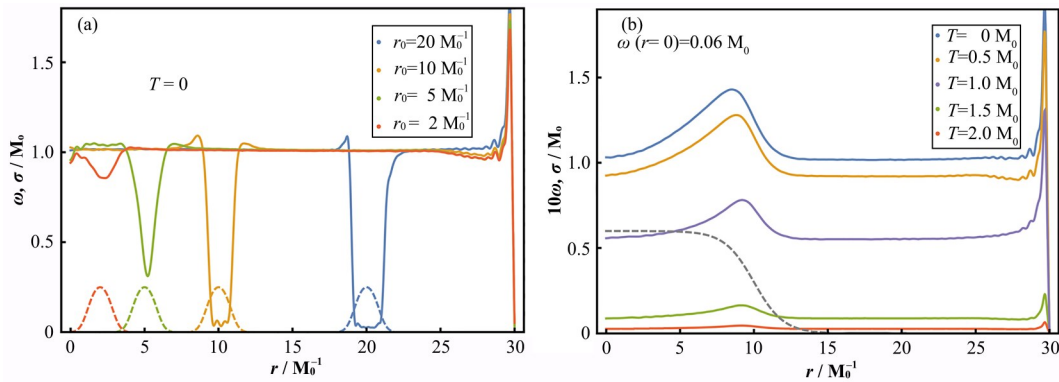 (a)
T = 0
r₀=20 M₀⁻¹
r₀=10 M₀⁻¹
r₀= 5 M₀⁻¹
r₀= 2 M₀⁻¹
ω, σ / M₀
1.5
1.0
0.5
0
0 5 10 15 20 25 30
r / M₀⁻¹
(b)
ω (r= 0)=0.06 M₀
T= 0 M₀
T=0.5 M₀
T=1.0 M₀
T=1.5 M₀
T=2.0 M₀
10ω, σ / M₀
1.5
1.0
0.5
0
0 5 10 15 20 25 30
r / M₀⁻¹